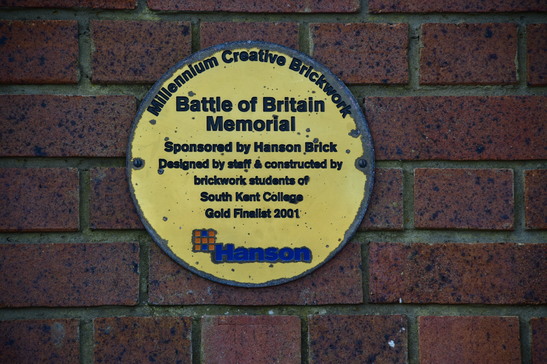 Millennium Creative Brickwork
Battle of Britain
Memorial
Sponsored by Hanson Brick
Designed by staff & constructed by
brickwork students of
South Kent College
Gold Finalist 2001
Hanson